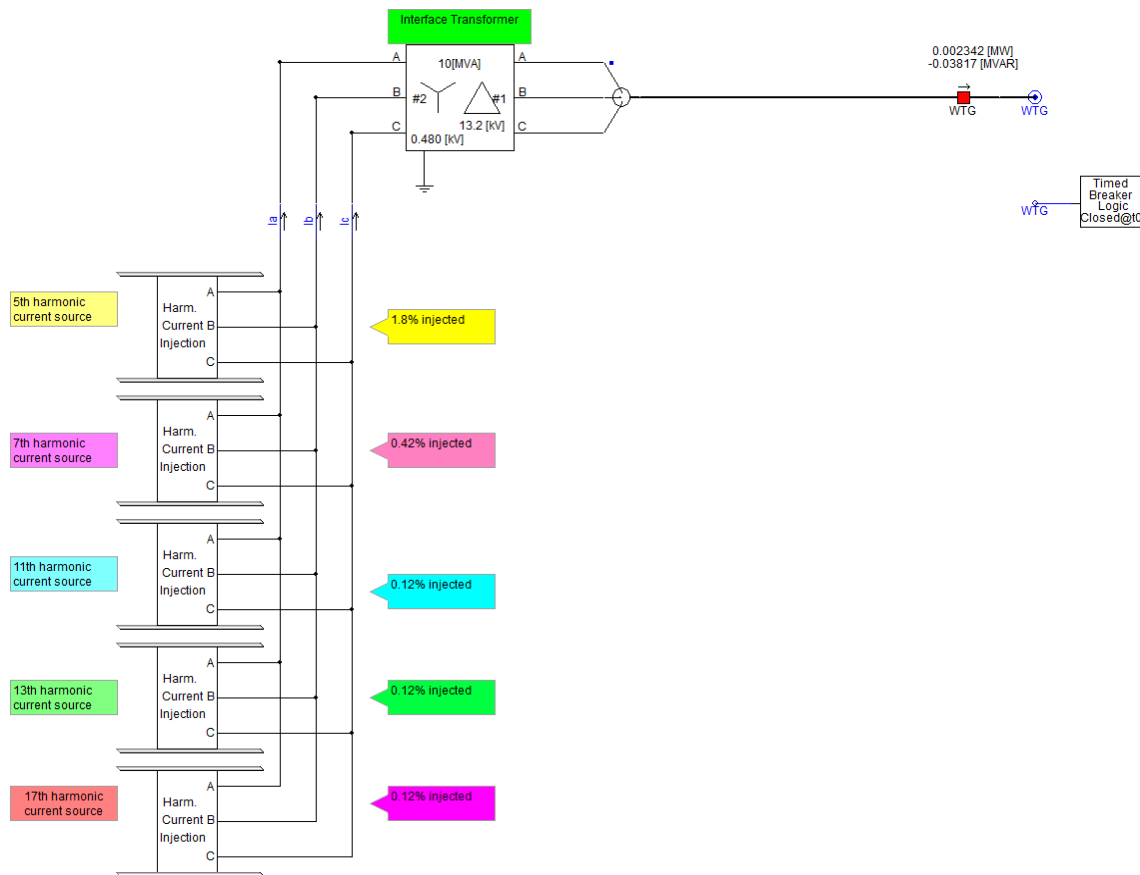 Interface Transformer
0.002342 [MW]
-0.03817 [MVAR]
A
10[MVA]
A
B
#2
#1
B
WTG
WTG
C
13.2 [kV]
C
0.480 [kV]
Timed
Breaker
Logic
Closed@t0
WTG
Ia
Ib
Ic
5th harmonic
current source
A
Harm.
Current B
Injection
C
1.8% injected
7th harmonic
current source
A
Harm.
Current B
Injection
C
0.42% injected
11th harmonic
current source
A
Harm.
Current B
Injection
C
0.12% injected
13th harmonic
current source
A
Harm.
Current B
Injection
C
0.12% injected
17th harmonic
current source
A
Harm.
Current B
Injection
C
0.12% injected